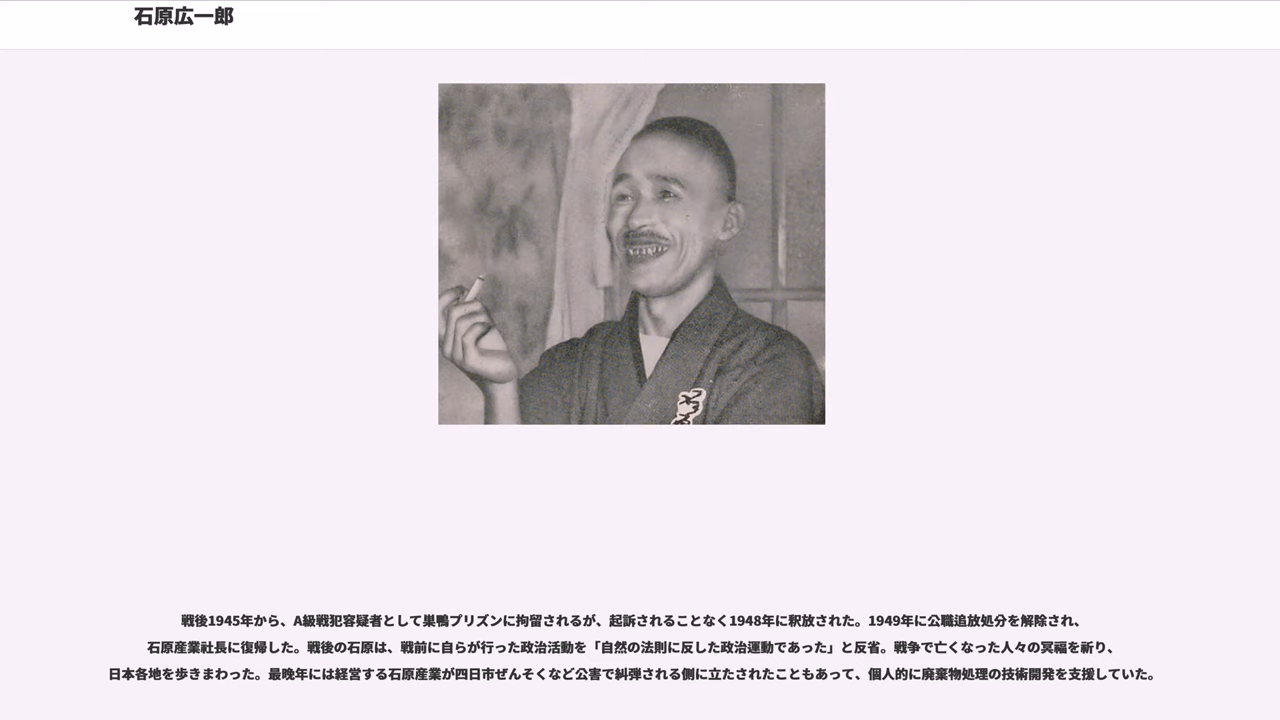 石原広一郎
戦後1945年から、A級戦犯容疑者として巣鴨プリズンに拘留されるが、起訴されることなく1948年に釈放された。1949年に公職追放処分を解除され、
石原産業社長に復帰した。戦後の石原は、戦前に自らが行った政治活動を「自然の法則に反した政治運動であった」と反省。戦争で亡くなった人々の冥福を祈り、
日本各地を歩きまわった。最晩年には経営する石原産業が四日市ぜんそくなど公害で糾弾される側に立たされたこともあって、個人的に廃棄物処理の技術開発を支援していた。